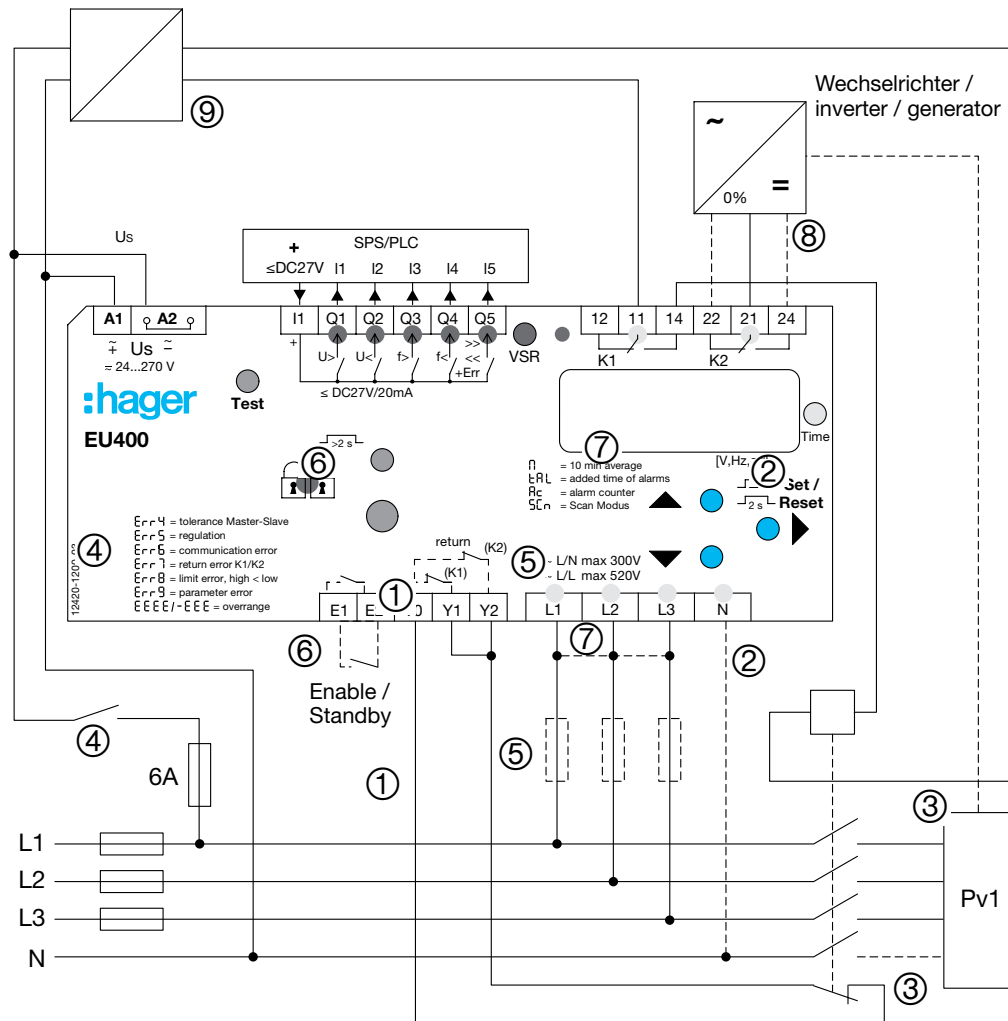 ⑨
Wechselrichter /
inverter / generator
~
0%
=
⑧
Us
SPS/PLC
+
≤DC27V I1 I2 I3 I4 I5
A1 A2
I1 Q1 Q2 Q3 Q4 Q5
VSR
12 11 14 22 21 24
K1 K2
~ + Us ~ −
≂ 24...270 V
+ U> U< f> f< >> << +Err
≤ DC27V/20mA
Test
:hager
EU400
Time
>2 s
⑥
⑦
[V,Hz,
②
n = 10 min average
tAL = added time of alarms
Ac = alarm counter
SCn = Scan Modus
Set /
Reset
2 s
④
12420-1200-
Err4 = tolerance Master-Slave
Err5 = regulation
Err6 = communication error
Err7 = return error K1/K2
Err8 = limit error, high < low
Err9 = parameter error
EEEE/-EEE = overrange
return (K2)
(K1)
⑤
L/N max 300V
L/L max 520V
①
E1 Y1 Y2 L1 L2 L3 N
⑥
⑦
②
Enable /
Standby
④
6A
①
⑤
③
L1
L2
L3
N
Pv1
③